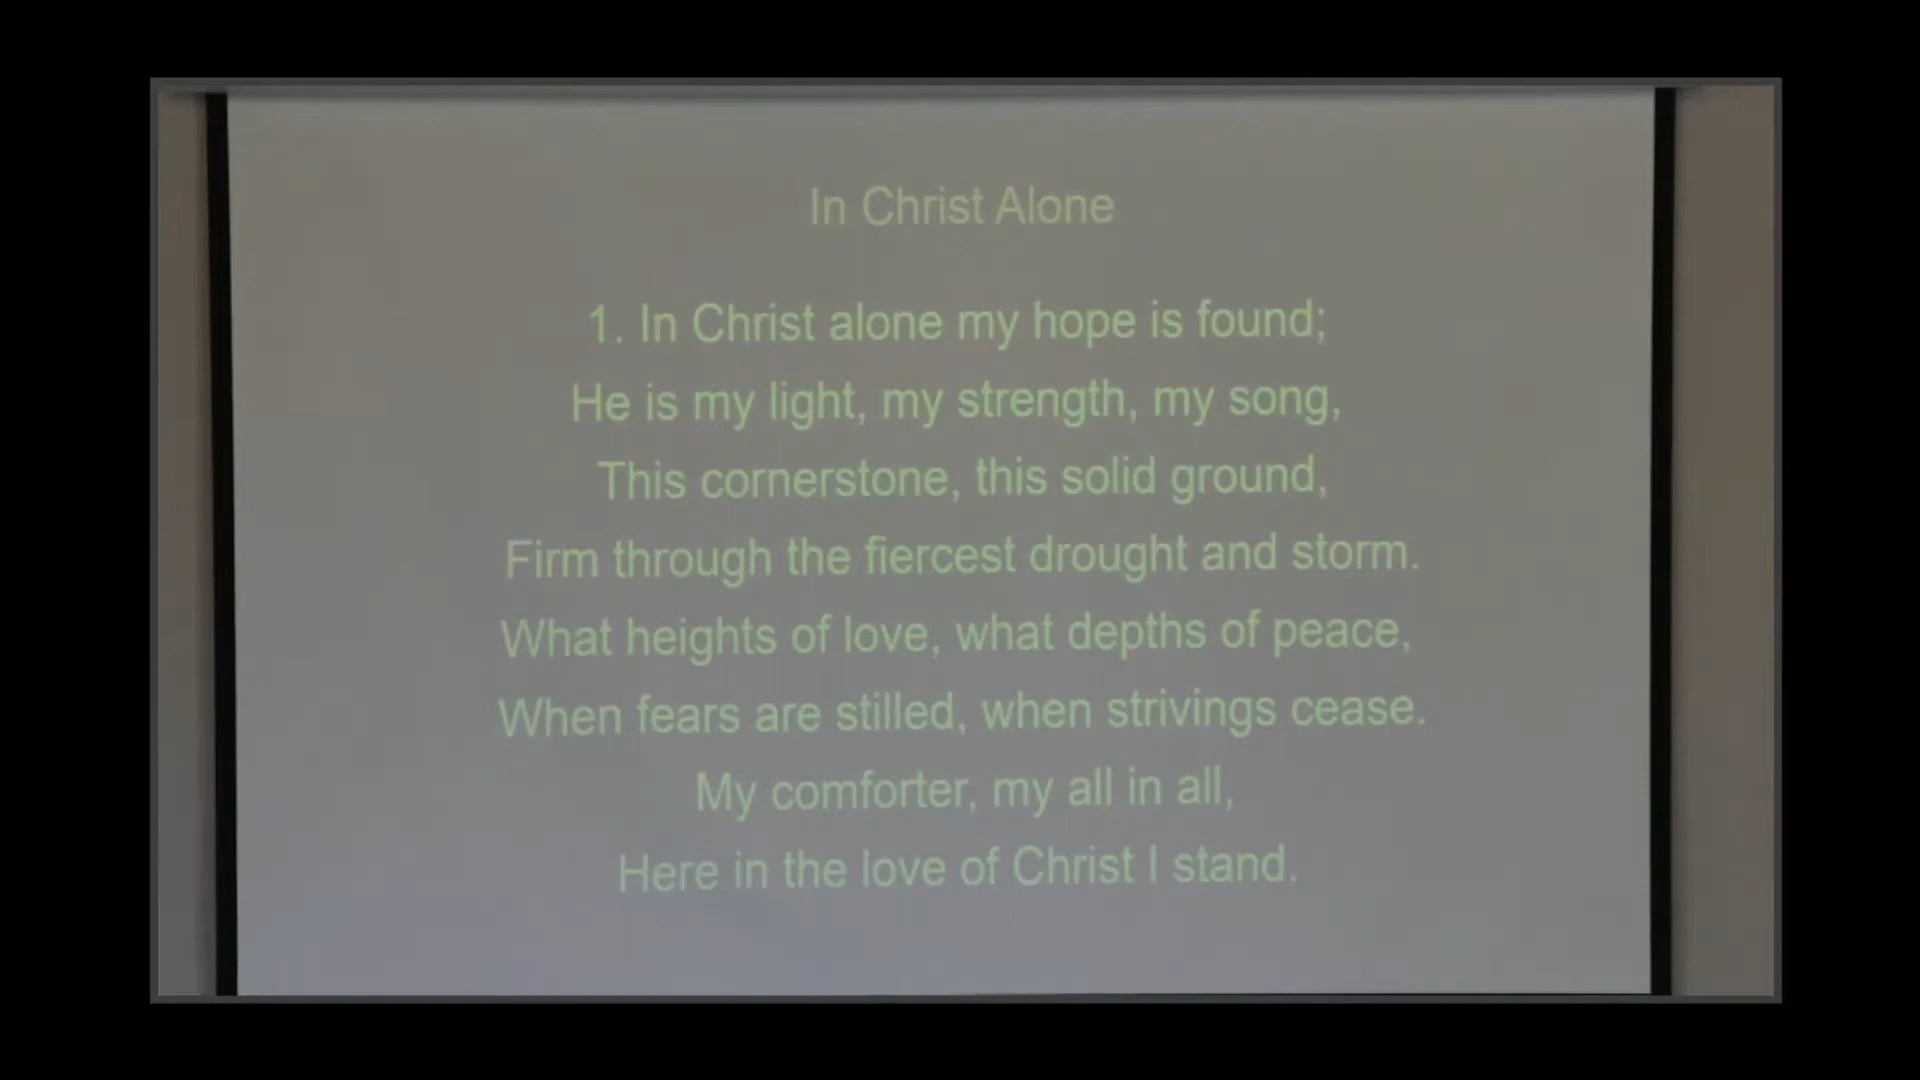 In Christ Alone
1. In Christ alone my hope is found;
He is my light, my strength, my song,
This cornerstone, this solid ground,
Firm through the fiercest drought and storm.
What heights of love, what depths of peace,
When fears are stilled, when strivings cease.
My comforter, my all in all,
Here in the love of Christ I stand.